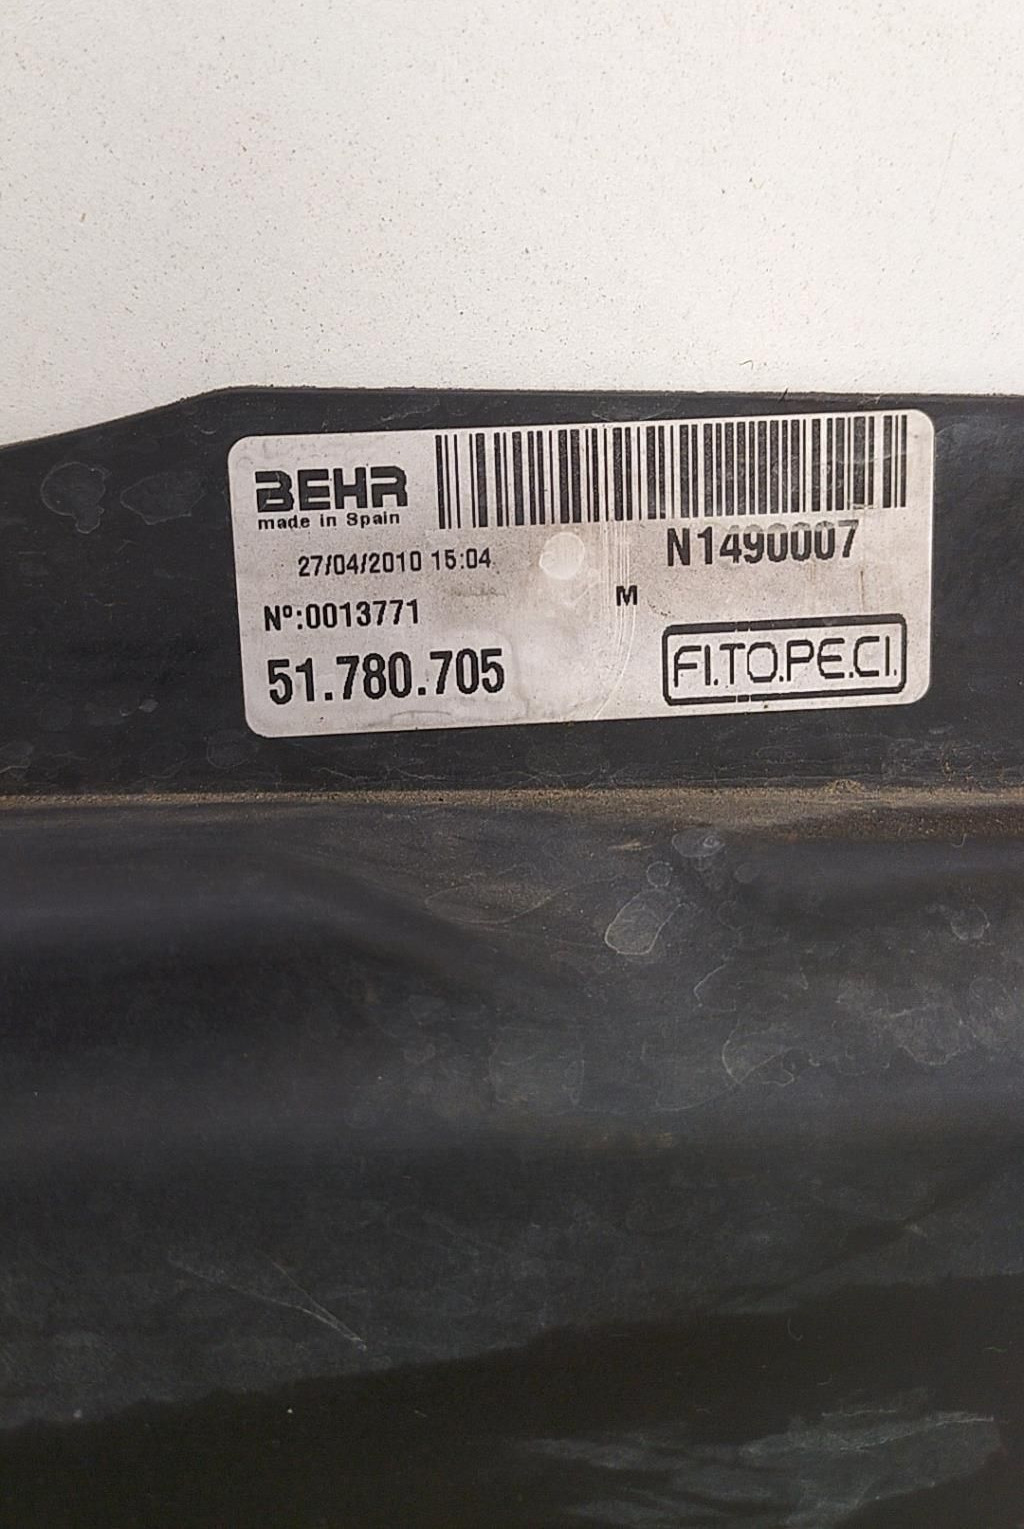 BEHR
made in Spain
N1490007
27/04/2010 15:04
M
Nº:0013771
51.780.705
FI.TO.PE.CI.